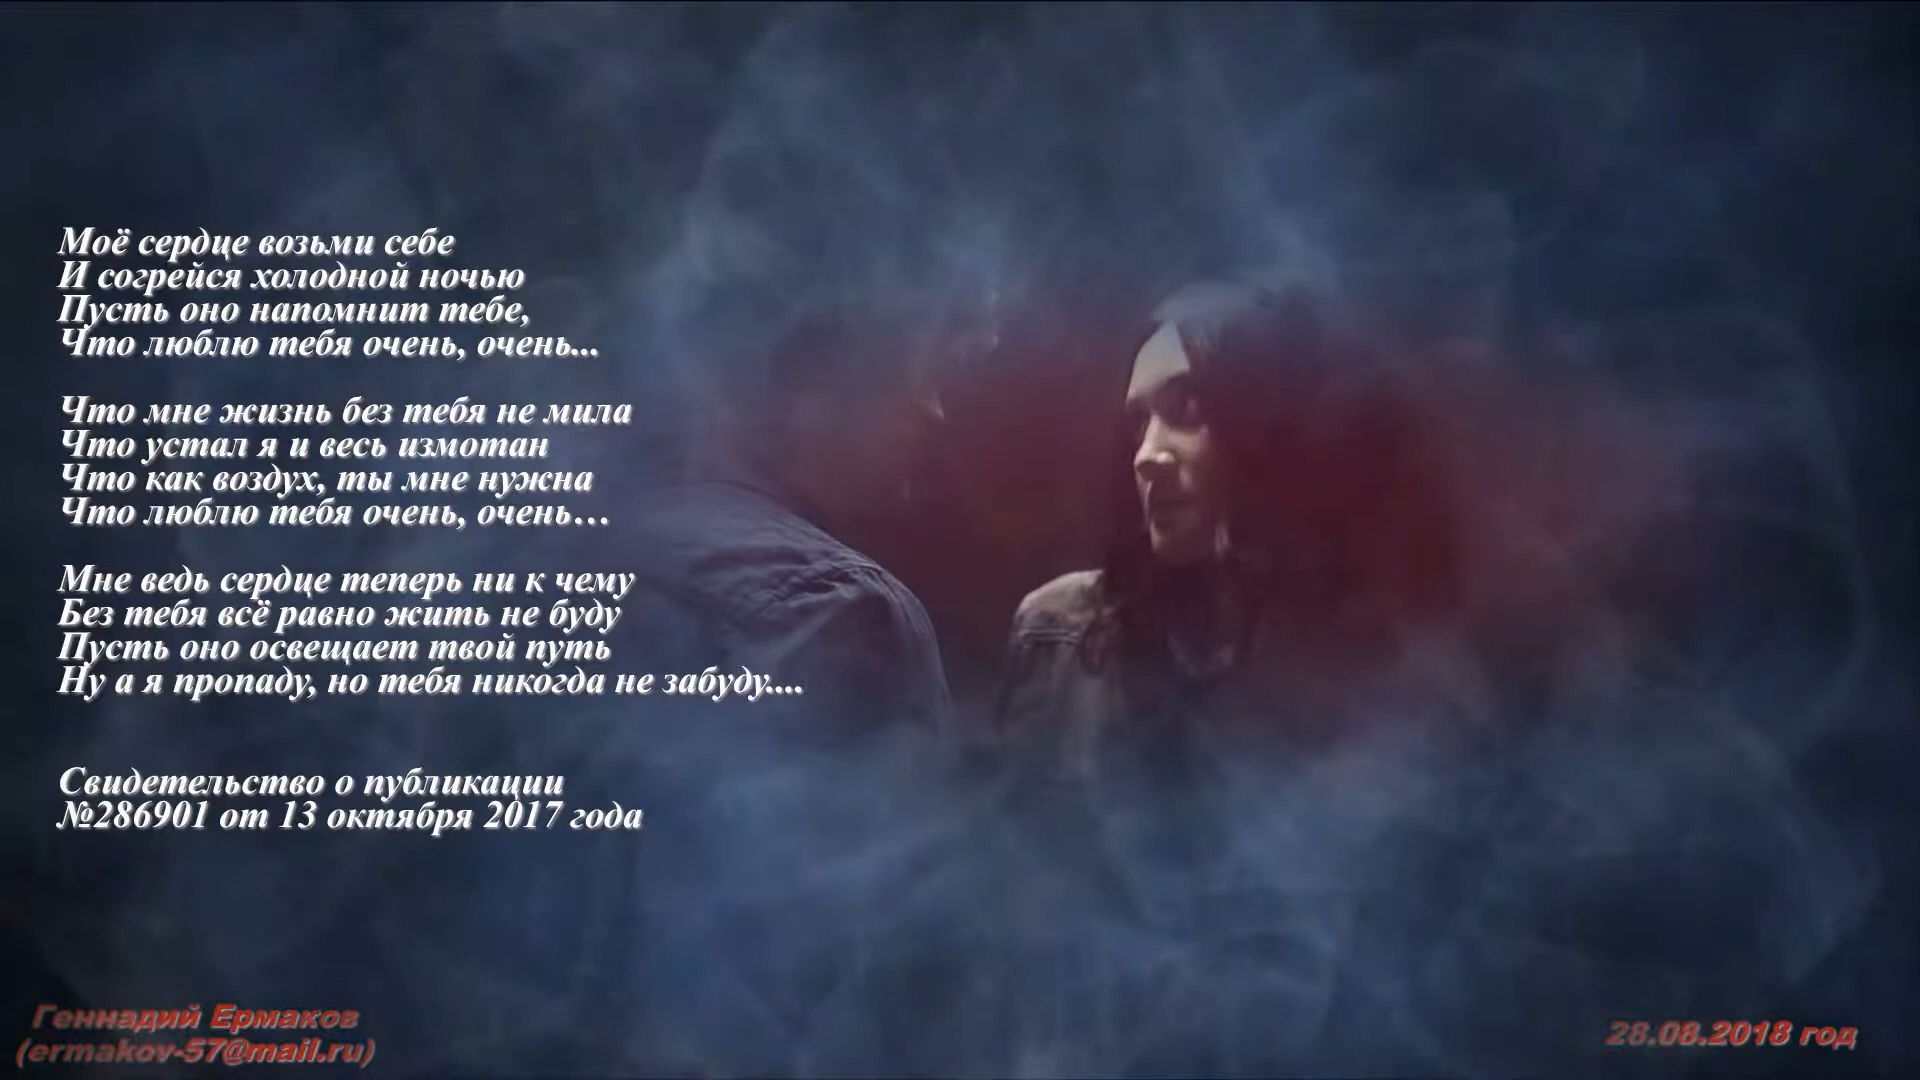 Моё сердце возьми себе
И согрейся холодной ночью
Пусть оно напомнит тебе,
Что люблю тебя очень, очень...
Что мне жизнь без тебя не мила
Что устал я и весь измотан
Что как воздух, ты мне нужна
Что люблю тебя очень, очень…
Мне ведь сердце теперь ни к чему
Без тебя всё равно жить не буду
Пусть оно освещает твой путь
Ну а я пропаду, но тебя никогда не забуду....
Свидетельство о публикации
№286901 от 13 октября 2017 года
Геннадий Ермаков
(ermakov-57@mail.ru)
28.08.2018 год